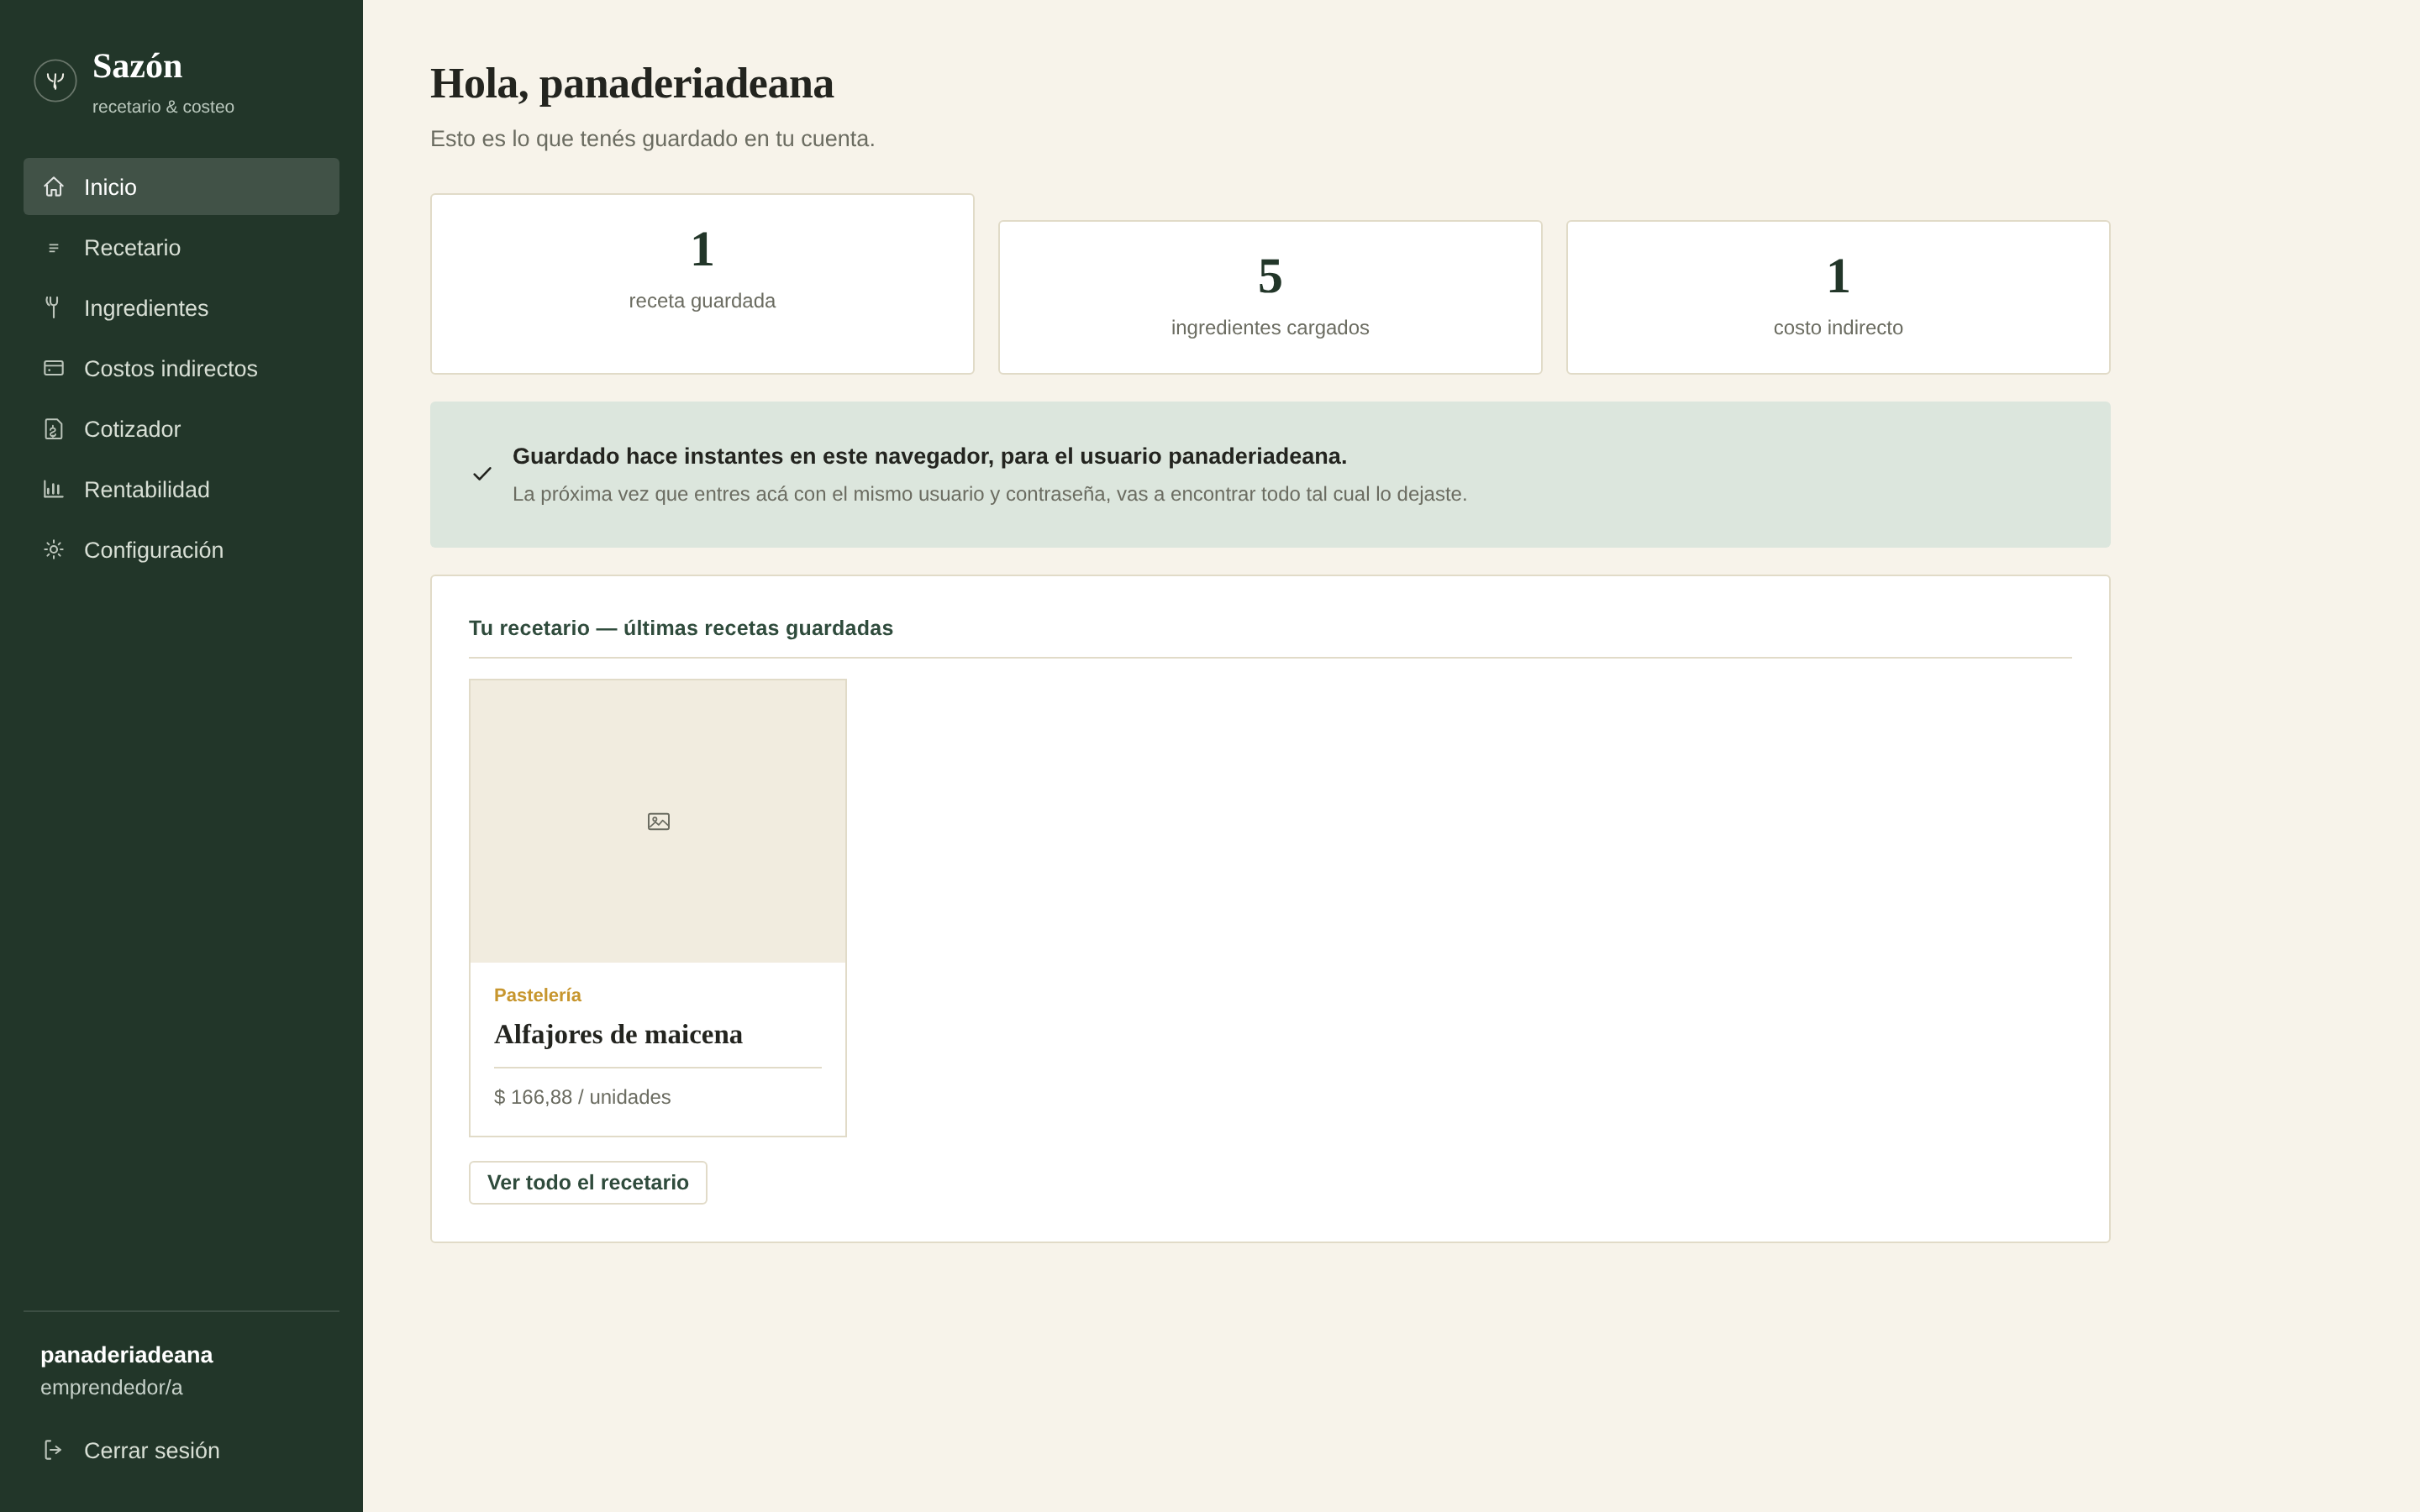 Sazón
recetario & costeo
Inicio
Recetario
Ingredientes
Costos indirectos
Cotizador
Rentabilidad
Configuración
panaderiadeana
emprendedor/a
Cerrar sesión
Hola, panaderiadeana
Esto es lo que tenés guardado en tu cuenta.
1
receta guardada
5
ingredientes cargados
1
costo indirecto
Guardado hace instantes en este navegador, para el usuario panaderiadeana.
La próxima vez que entres acá con el mismo usuario y contraseña, vas a encontrar todo tal cual lo dejaste.
Tu recetario — últimas recetas guardadas
Pastelería
Alfajores de maicena
$ 166,88 / unidades
Ver todo el recetario